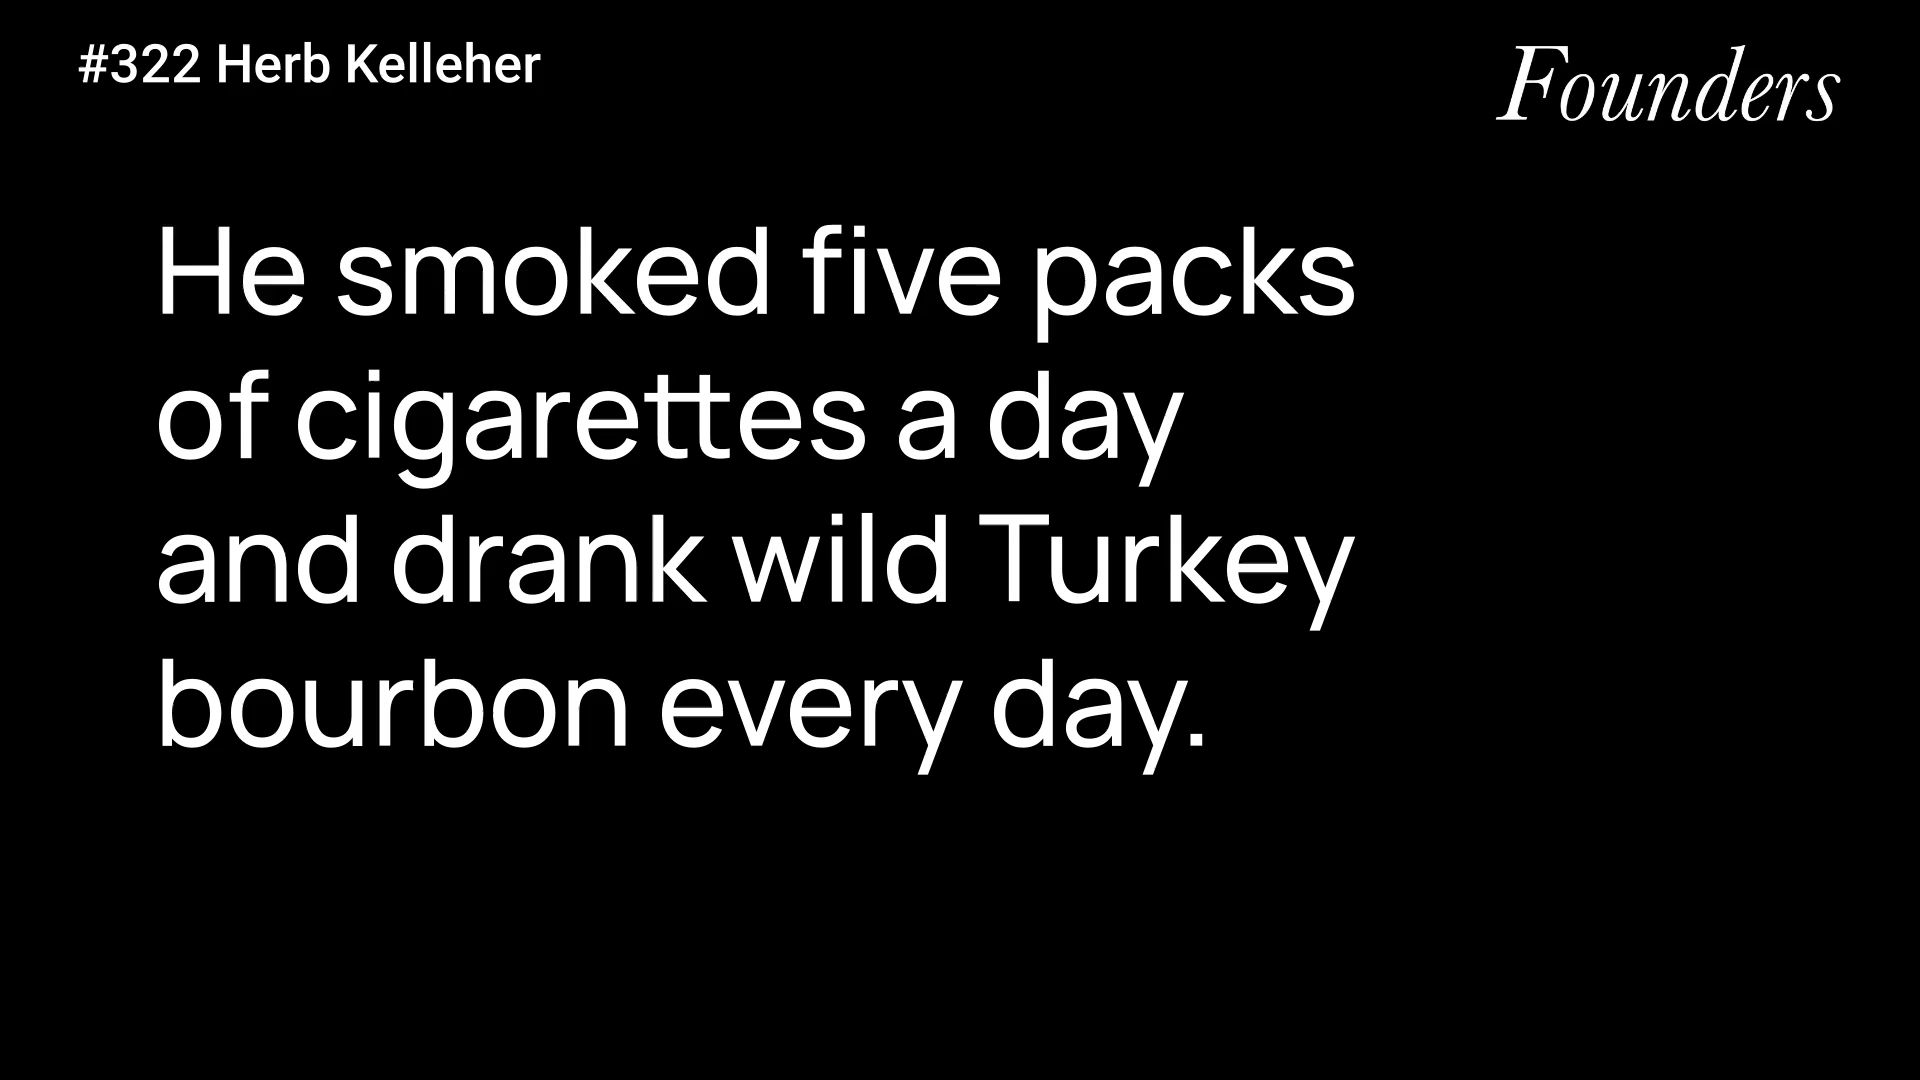 #322 Herb Kelleher
Founders
He smoked five packs
of cigarettes a day
and drank wild Turkey
bourbon every day.